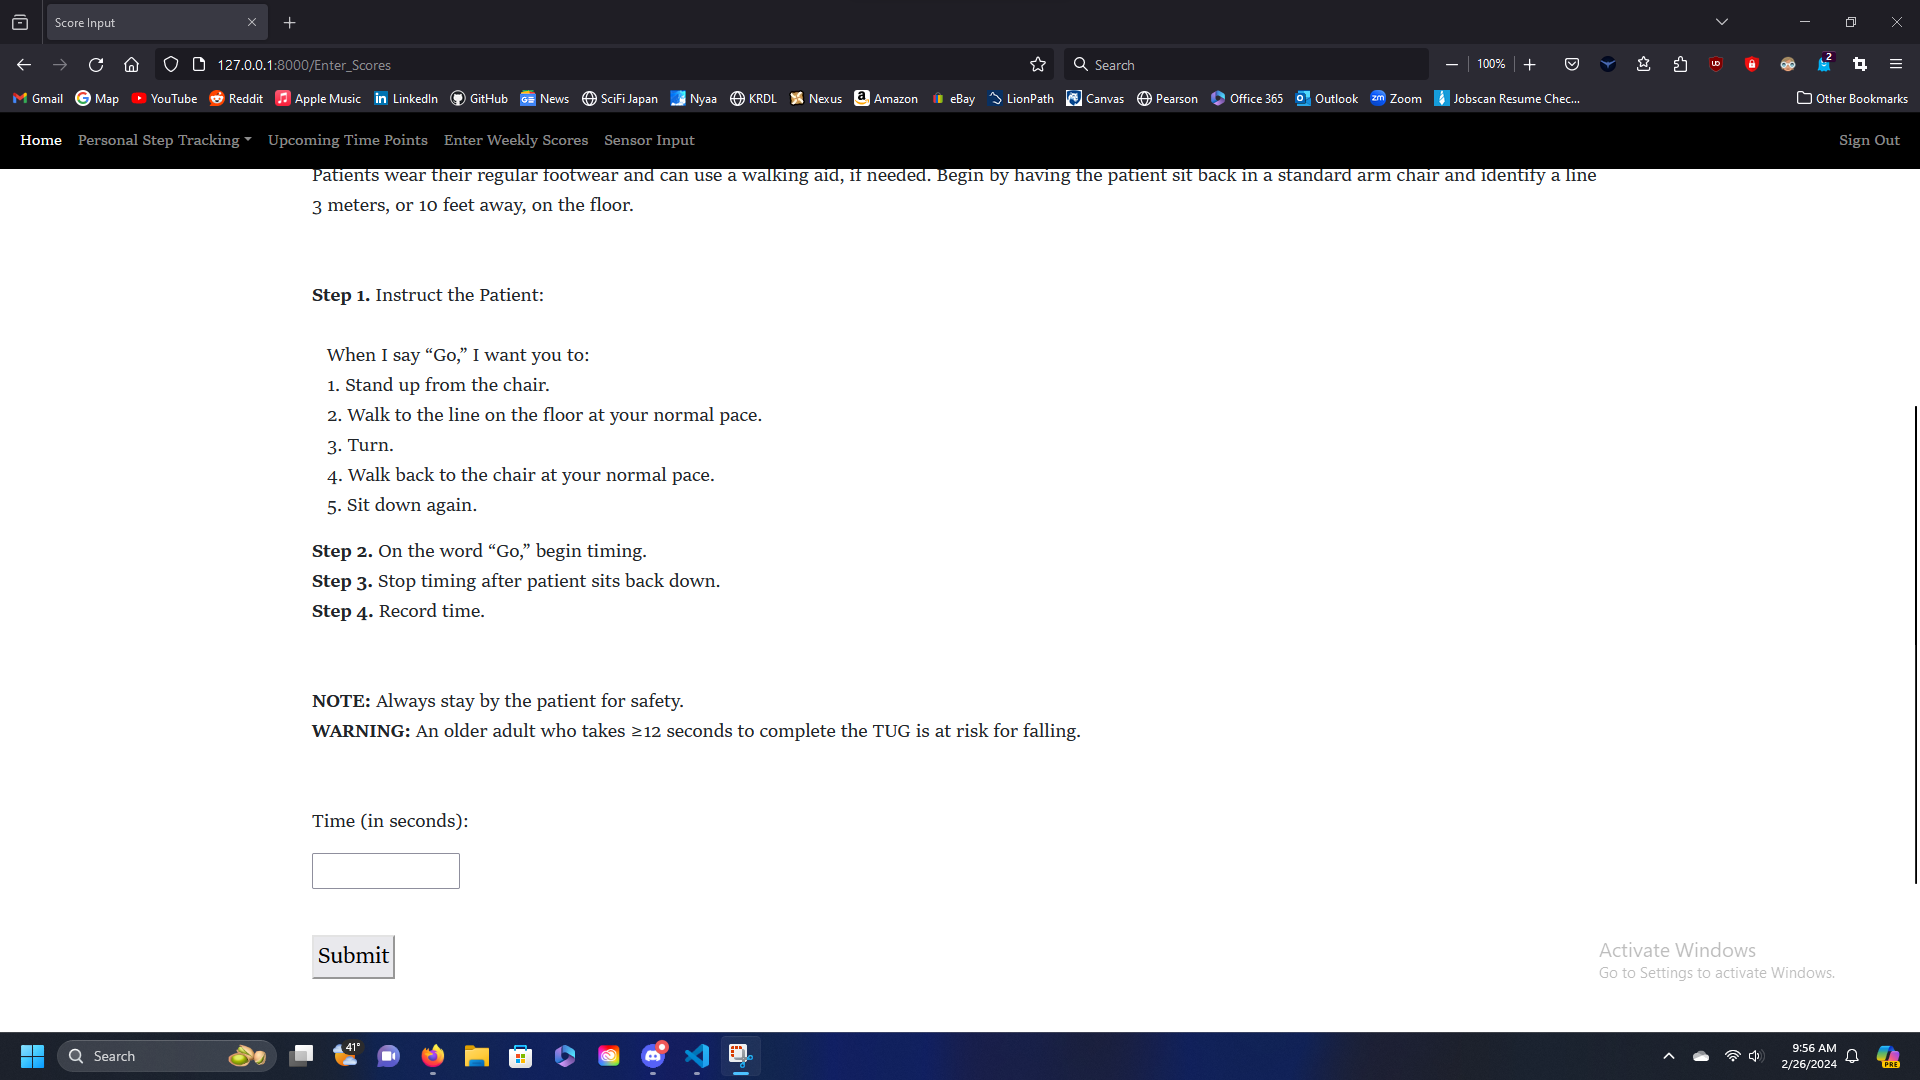 Score Input
127.0.0.1:8000/Enter_Scores
Search
100%
2
Gmail Map YouTube Reddit Apple Music LinkedIn GitHub News SciFi Japan Nyaa KRDL Nexus Amazon eBay LionPath Canvas Pearson Office 365 Outlook Zoom Jobscan Resume Chec... Other Bookmarks
Home Personal Step Tracking Upcoming Time Points Enter Weekly Scores Sensor Input Sign Out
Patients wear their regular footwear and can use a walking aid, if needed. Begin by having the patient sit back in a standard arm chair and identify a line
3 meters, or 10 feet away, on the floor.
Step 1. Instruct the Patient:
When I say “Go,” I want you to:
1. Stand up from the chair.
2. Walk to the line on the floor at your normal pace.
3. Turn.
4. Walk back to the chair at your normal pace.
5. Sit down again.
Step 2. On the word “Go,” begin timing.
Step 3. Stop timing after patient sits back down.
Step 4. Record time.
NOTE: Always stay by the patient for safety.
WARNING: An older adult who takes ≥12 seconds to complete the TUG is at risk for falling.
Time (in seconds):
Submit
Activate Windows
Go to Settings to activate Windows.
Search
41°
9:56 AM
2/26/2024
PRE